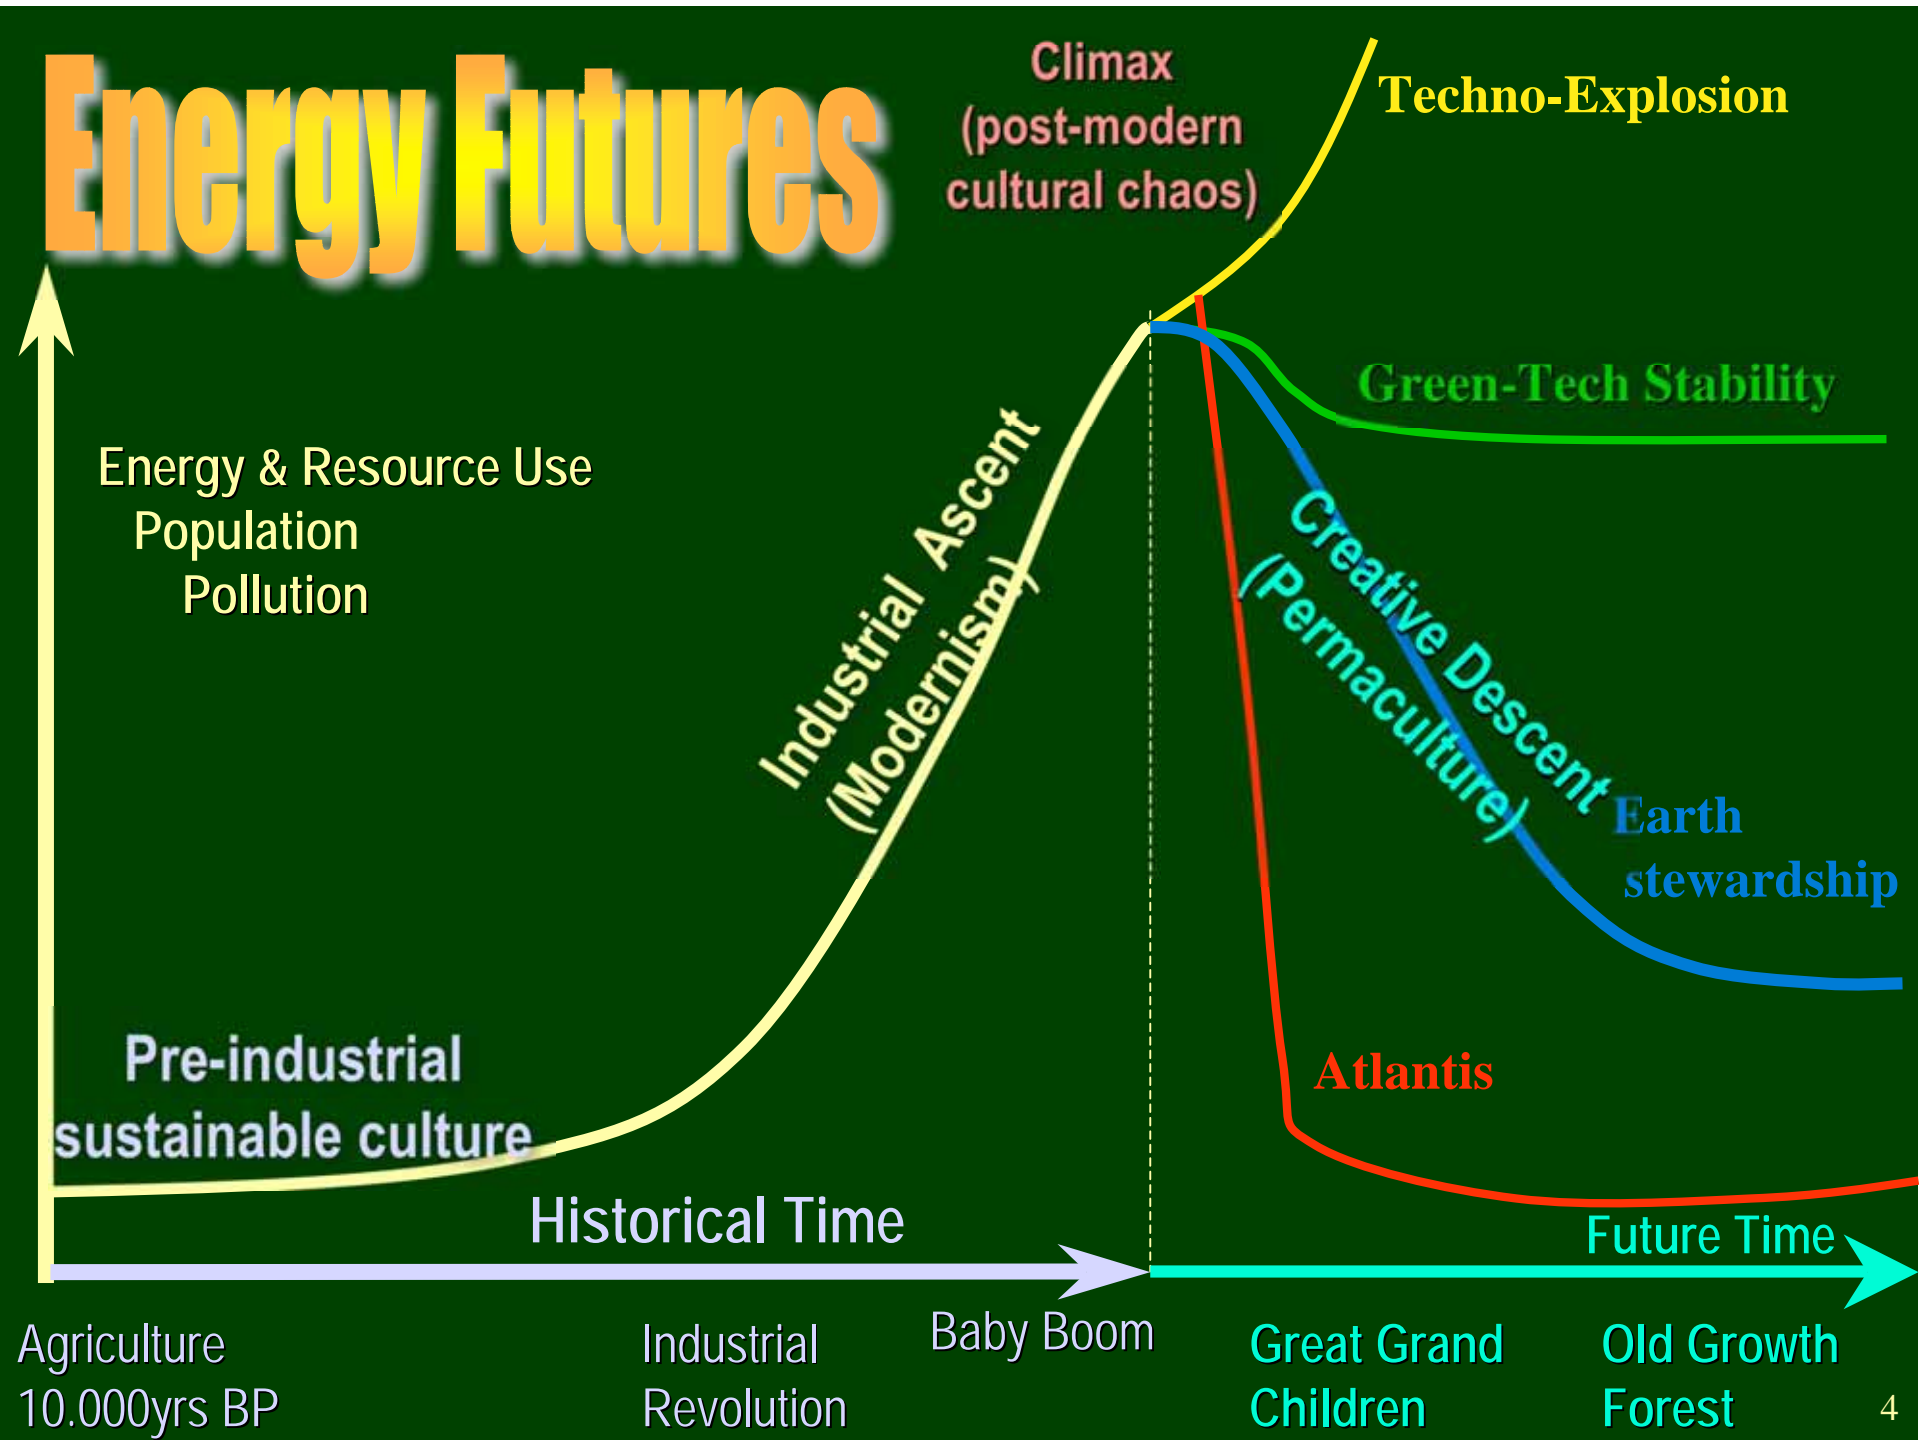 Energy Futures
Climax
(post-modern
cultural chaos)
Techno-Explosion
Green-Tech Stability
Energy & Resource Use
Population
Pollution
Industrial Ascent
(Modernism)
Creative Descent
(Permaculture)
Earth
stewardship
Pre-industrial
sustainable culture
Atlantis
Historical Time
Future Time
Agriculture
10.000yrs BP
Industrial
Revolution
Baby Boom
Great Grand
Children
Old Growth
Forest
4